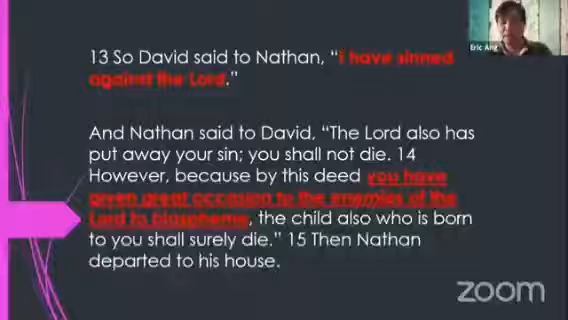 13 So David said to Nathan, “I have sinned
against the Lord.”
And Nathan said to David, “The Lord also has
put away your sin; you shall not die. 14
However, because by this deed you have
given great occasion to the enemies of the
Lord to blaspheme, the child also who is born
to you shall surely die.” 15 Then Nathan
departed to his house.
Eric Ang
zoom